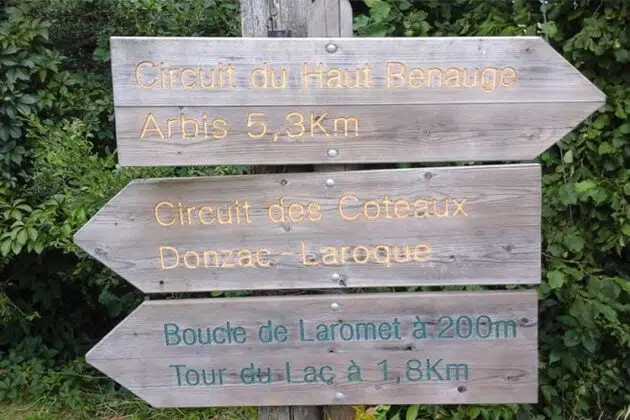 Circuit du Haut Benauge
Arbis 5,3Km
Circuit des Coteaux
Donzac-Laroque
Boucle de Laromet à 200m
Tour du Lac à 1,8Km